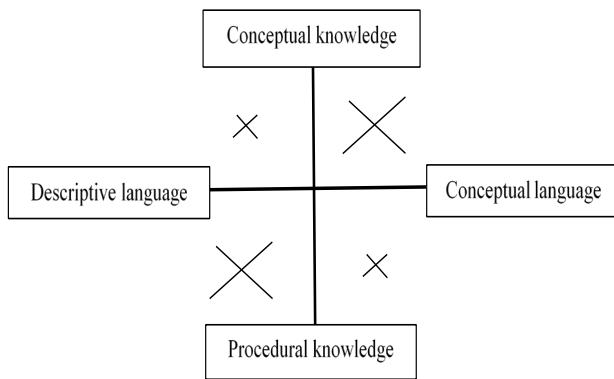 Conceptual knowledge
Descriptive language
Conceptual language
Procedural knowledge